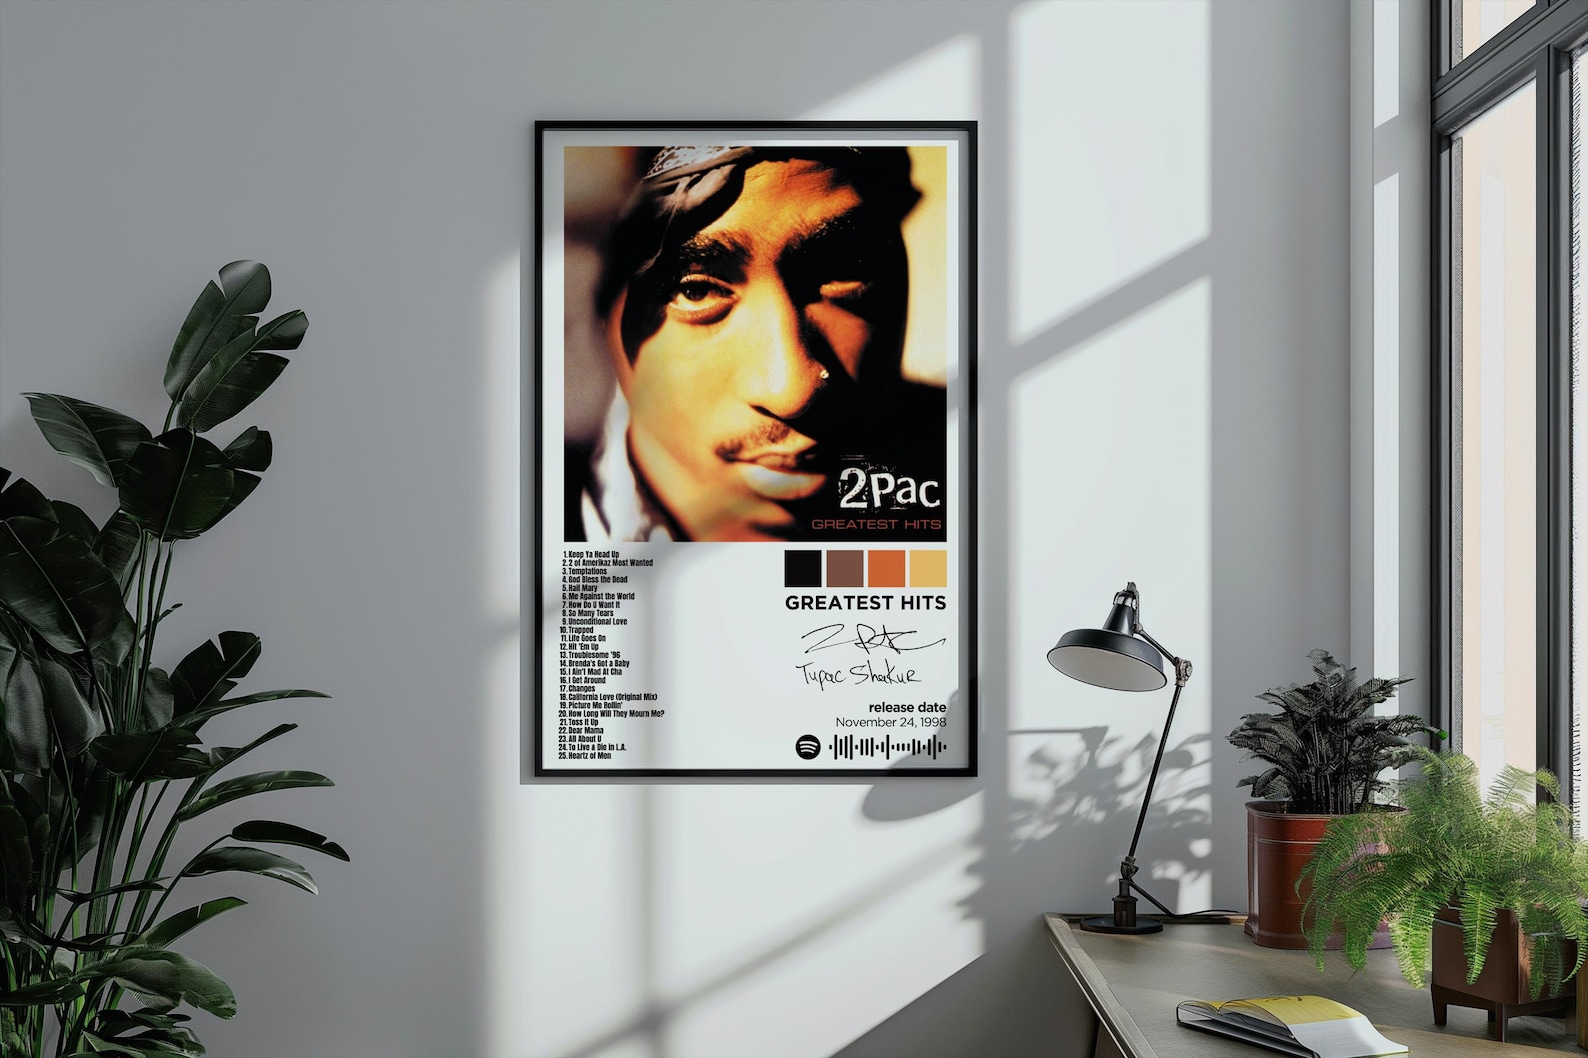 2Pac
GREATEST HITS
1. Keep Ya Head Up
2. 2 of Amerikaz Most Wanted
3. Temptations
4. God Bless the Dead
5. Hail Mary
6. Me Against the World
7. How Do U Want It
8. So Many Tears
9. Unconditional Love
10. Trapped
11. Life Goes On
12. Hit 'Em Up
13. Troublesome '96
14. Brenda's Got a Baby
15. I Ain't Mad At Cha
16. I Get Around
17. Changes
18. California Love (Original Mix)
19. Picture Me Rollin'
20. How Long Will They Mourn Me?
21. Toss It Up
22. Dear Mama
23. All About U
24. To Live & Die in L.A.
25. Heartz of Men
GREATEST HITS
2Pac
Tupac Shakur
release date
November 24, 1998